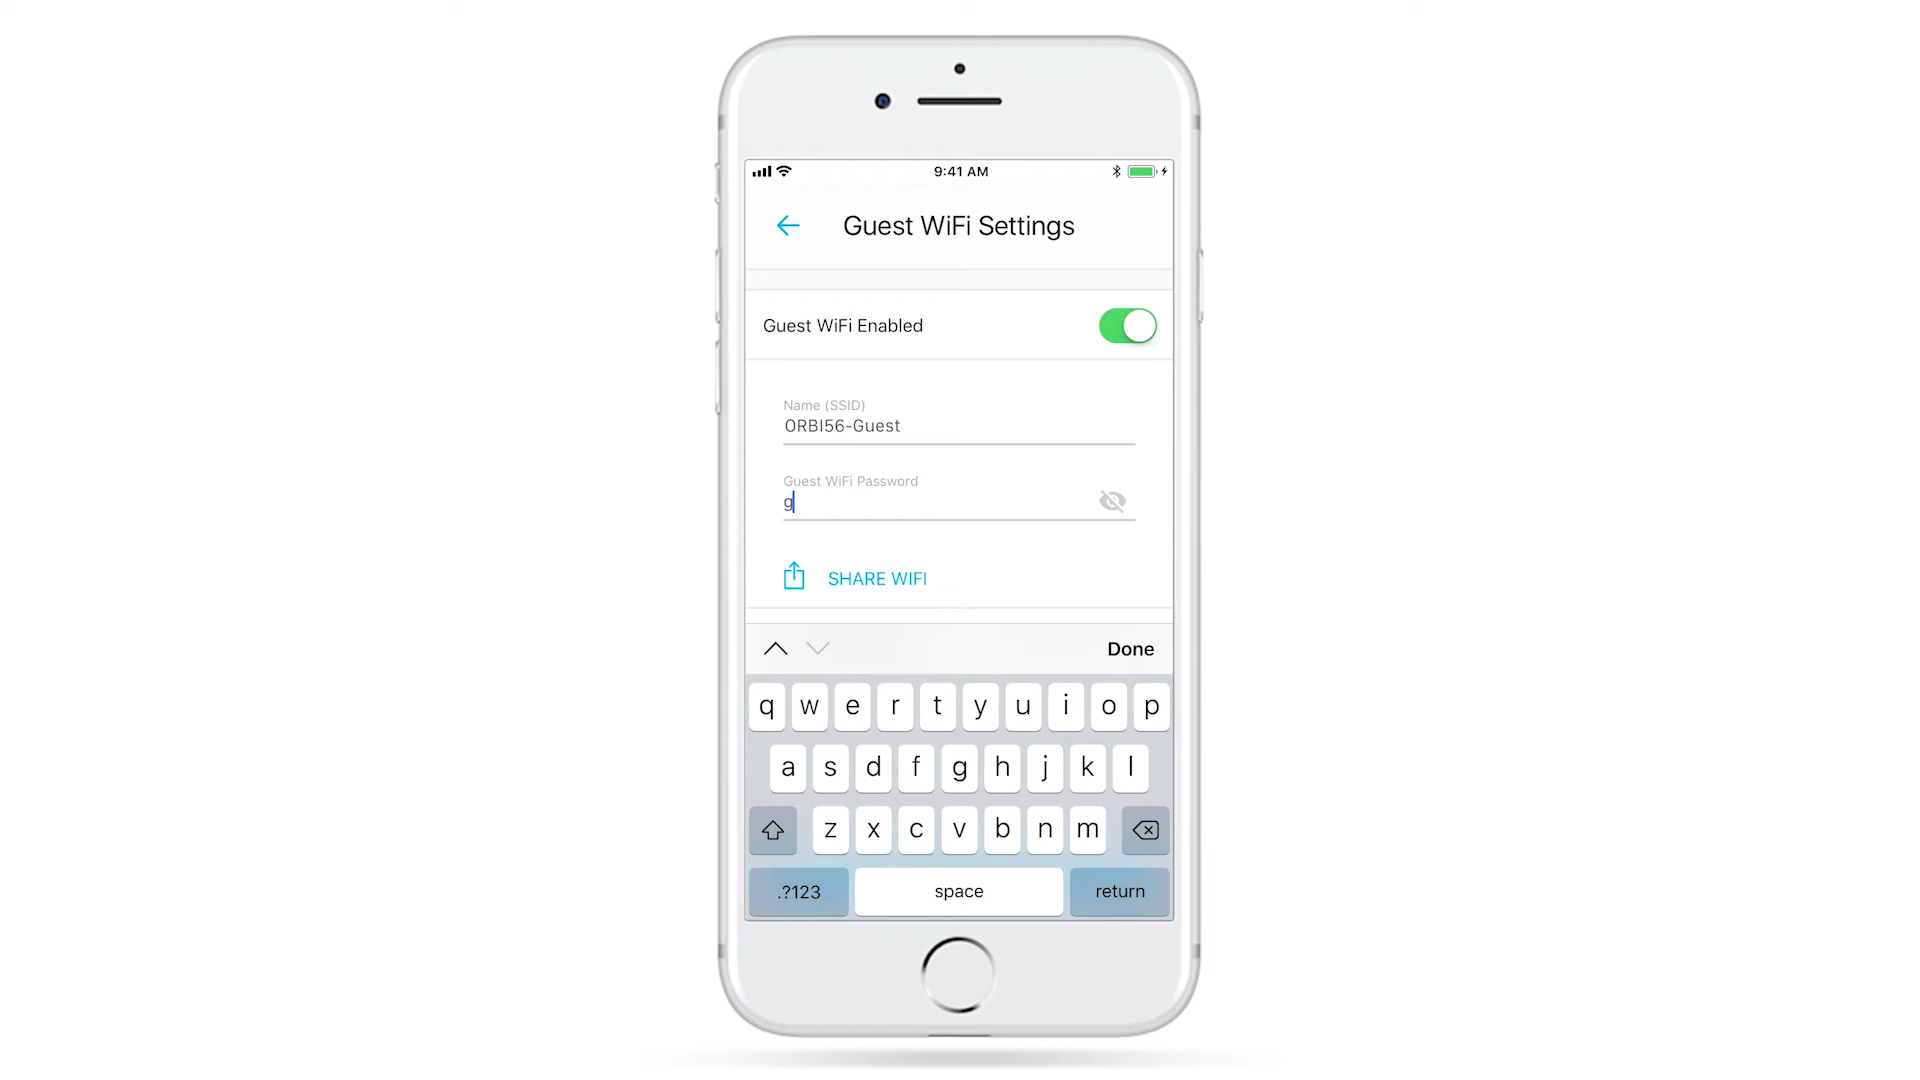 9:41 AM
Guest WiFi Settings
Guest WiFi Enabled
Name (SSID)
ORBI56-Guest
Guest WiFi Password
g
SHARE WIFI
Done
q w e r t y u i o p
a s d f g h j k l
z x c v b n m
.?123 space return